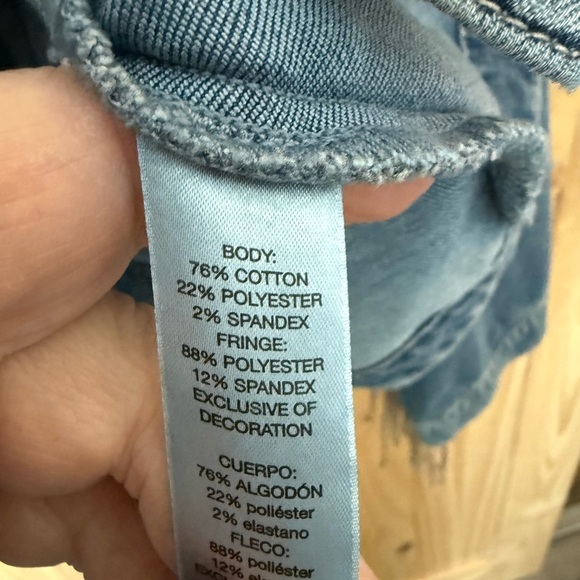 BODY:
76% COTTON
22% POLYESTER
2% SPANDEX
FRINGE:
88% POLYESTER
12% SPANDEX
EXCLUSIVE OF
DECORATION
CUERPO:
76% ALGODÓN
22% poliéster
2% elastano
FLECO:
88% poliéster
12%